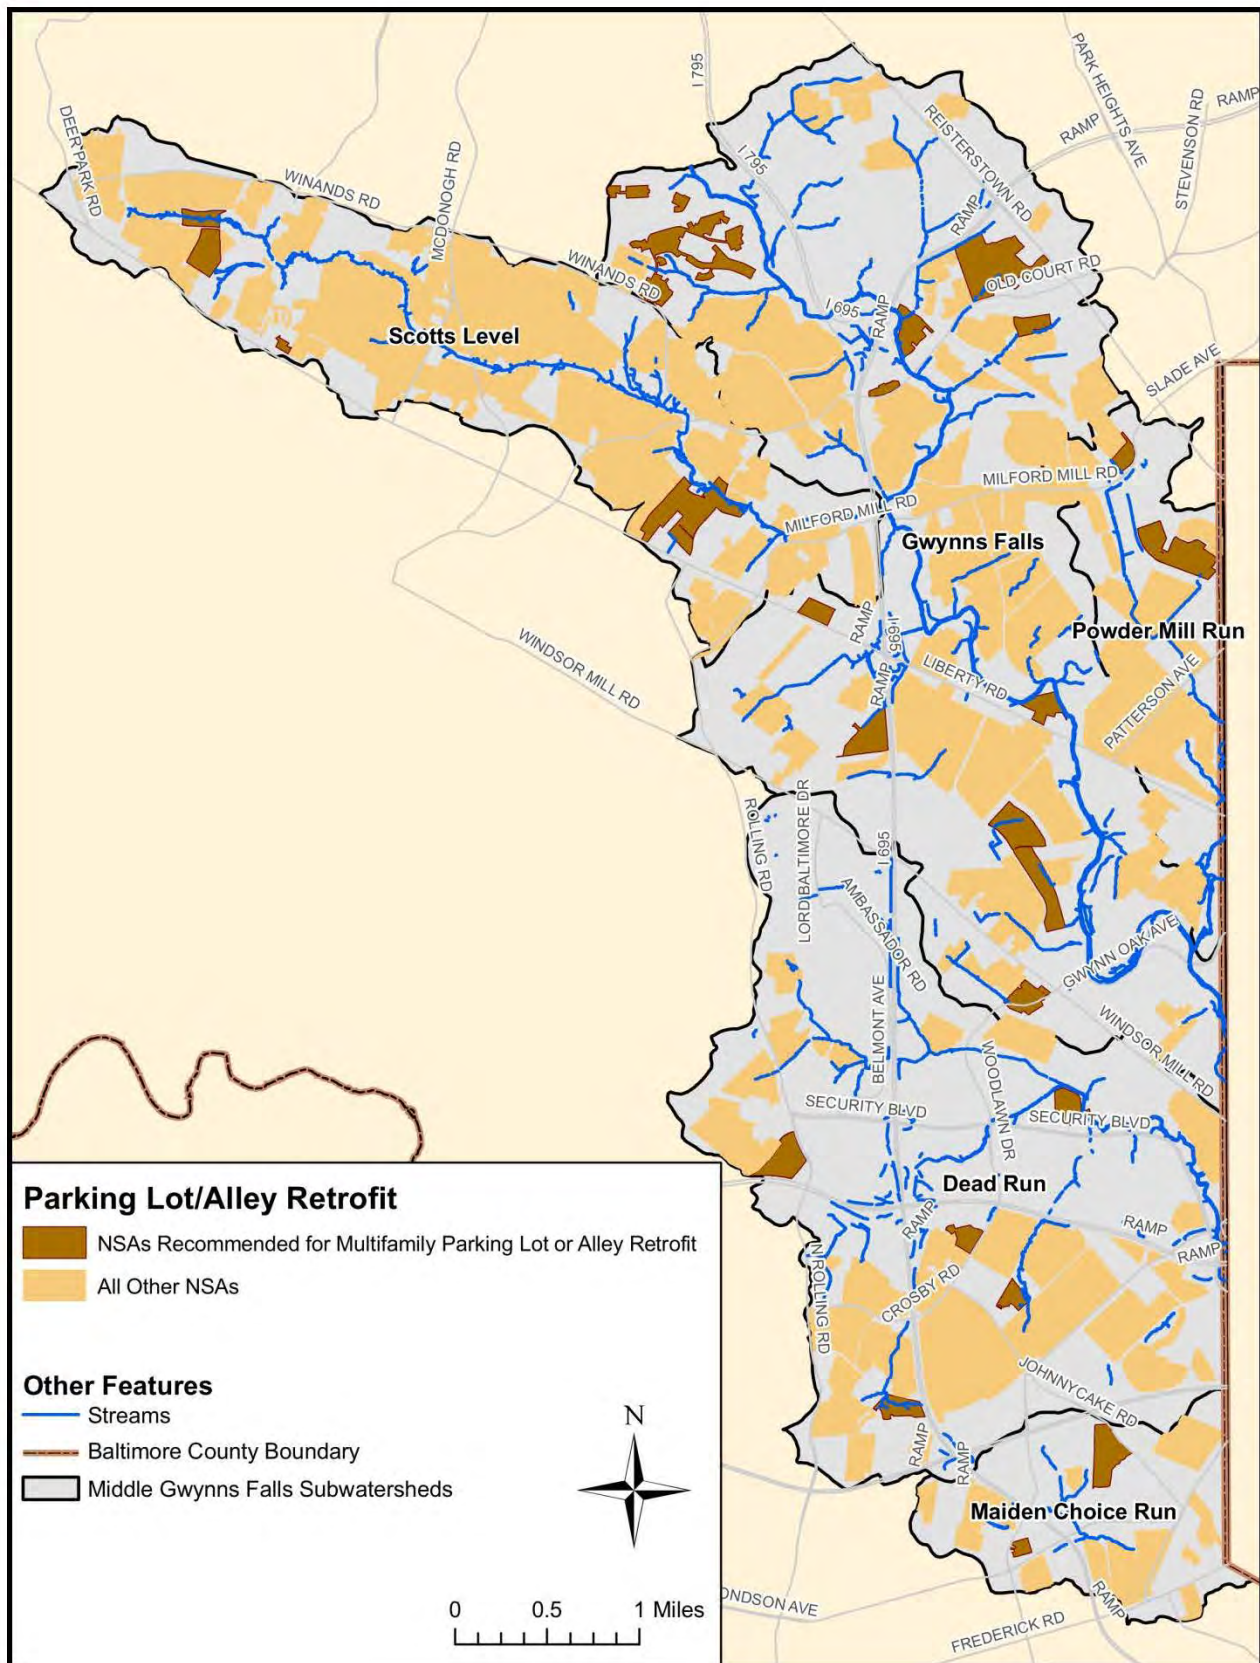 I 795
PARK HEIGHTS AVE
RAMP
RAMP
STEVENSON RD
REISTERSTOWN RD
DEER PARK RD
I 795
WINANDS RD
MCDONOGH RD
RAMP
WINANDS RD
OLD COURT RD
I 695
RAMP
Scotts Level
SLADE AVE
MILFORD MILL RD
MILFORD MILL RD
Gwynns Falls
RAMP
I 695
Powder Mill Run
WINDSOR MILL RD
RAMP
LIBERTY RD
PATTERSON AVE
ROLLING RD
LORD BALTIMORE DR
I 695
AMBASSADOR RD
GWYNN OAK AVE
BELMONT AVE
WOODLAWN DR
WINDSOR MILL RD
SECURITY BLVD
SECURITY BLVD
Dead Run
RAMP
RAMP
RAMP
N ROLLING RD
CROSBY RD
JOHNNYCAKE RD
RAMP
RAMP
Maiden Choice Run
ONDSON AVE
RAMP
FREDERICK RD
Parking Lot/Alley Retrofit
NSAs Recommended for Multifamily Parking Lot or Alley Retrofit
All Other NSAs
Other Features
Streams
Baltimore County Boundary
Middle Gwynns Falls Subwatersheds
N
0 0.5 1 Miles